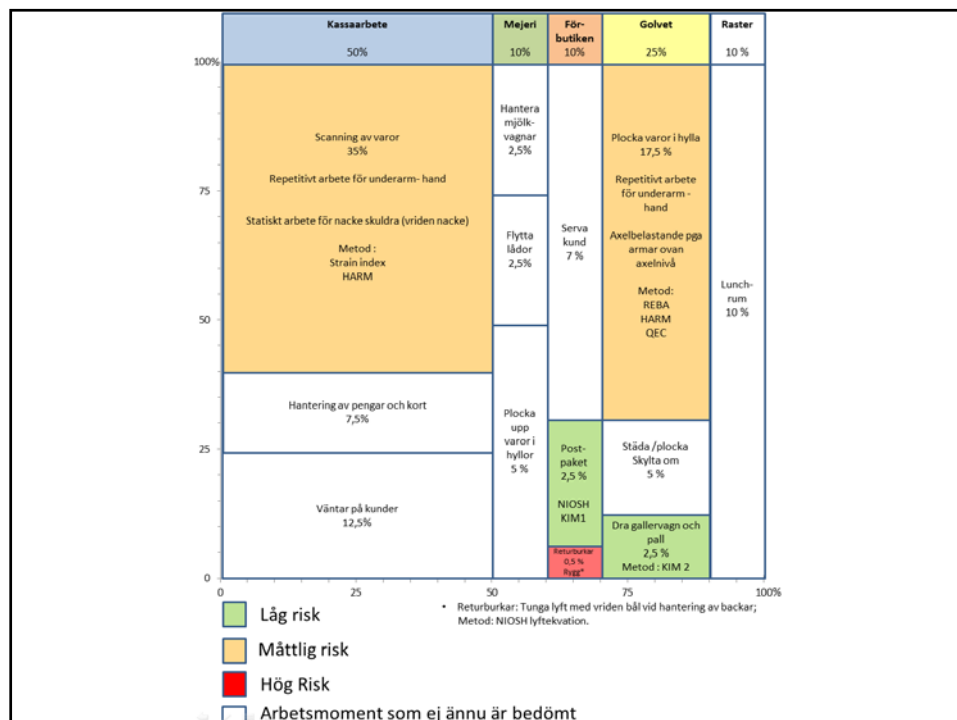 Kassaarbete
50%
Mejeri
10%
För-
butiken
10%
Golvet
25%
Raster
10 %
100%
75
50
25
0
Scanning av varor
35%
Repetitivt arbete för underarm- hand
Statiskt arbete för nacke skuldra (vriden nacke)
Metod :
Strain index
HARM
Hantering av pengar och kort
7,5%
Väntar på kunder
12,5%
Hantera
mjölk-
vagnar
2,5%
Flytta
lådor
2,5%
Plocka
upp
varor i
hyllor
5 %
Serva
kund
7 %
Post-
paket
2,5 %
NIOSH
KIM1
Returburkar
0,5 %
Rygg*
Plocka varor i hylla
17,5 %
Repetitivt arbete
för underarm -
hand
Axelbelastande pga
armar ovan
axelnivå
Metod:
REBA
HARM
QEC
Städa /plocka
Skylta om
5 %
Dra gallervagn och
pall
2,5 %
Metod : KIM 2
Lunch-
rum
10 %
0
25
50
75
100%
• Returburkar: Tunga lyft med vriden bål vid hantering av backar;
Metod: NIOSH lyftekvation.
Låg risk
Måttlig risk
Hög Risk
Arbetsmoment som ej ännu är bedömt